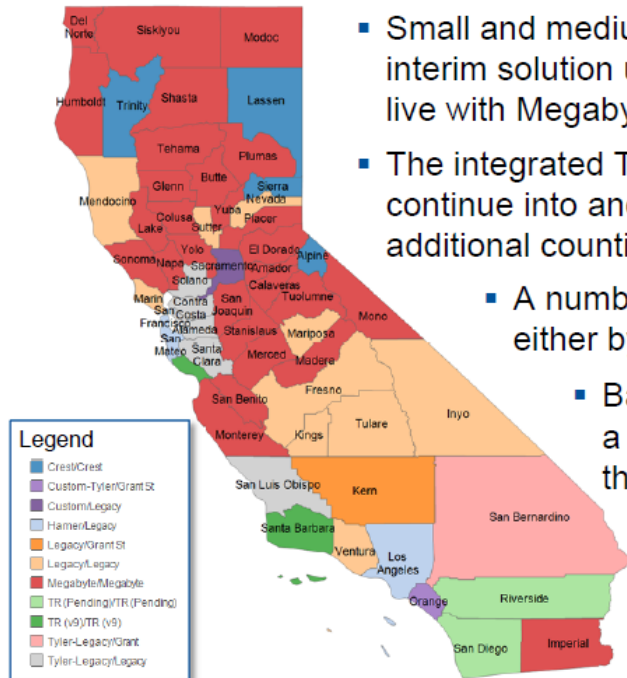 Small and mediu
interim solution u
live with Megaby
The integrated T
continue into and
additional counti
A numb
either b
Ba
a
th
Del
Norte
Siskiyou
Modoc
Humboldt
Trinity
Shasta
Lassen
Tehama
Plumas
Mendocino
Glenn
Butte
Sierra
Nevada
Colusa
Yuba
Placer
Lake
Sutter
Sonoma
Napa
Yolo
El Dorado
Sacramento
Amador
Alpine
Solano
Calaveras
Marin
Contra
Costa
San
Joaquin
Tuolumne
Mono
San
Francisco
Alameda
Stanislaus
Mariposa
San
Mateo
Santa
Clara
Merced
Madere
Fresno
San Benito
Inyo
Monterey
Kings
Tulare
San Luis Obispo
Kern
San Bernardino
Santa Barbara
Ventura
Los
Angeles
Orange
Riverside
San Diego
Imperial
Legend
Crest/Crest
Custom-Tyler/Grant St
Custom/Legacy
Hamer/Legacy
Legacy/Grant St
Legacy/Legacy
Megabyte/Megabyte
TR (Pending)/TR (Pending)
TR (v9)/TR (v9)
Tyler-Legacy/Grant
Tyler-Legacy/Legacy